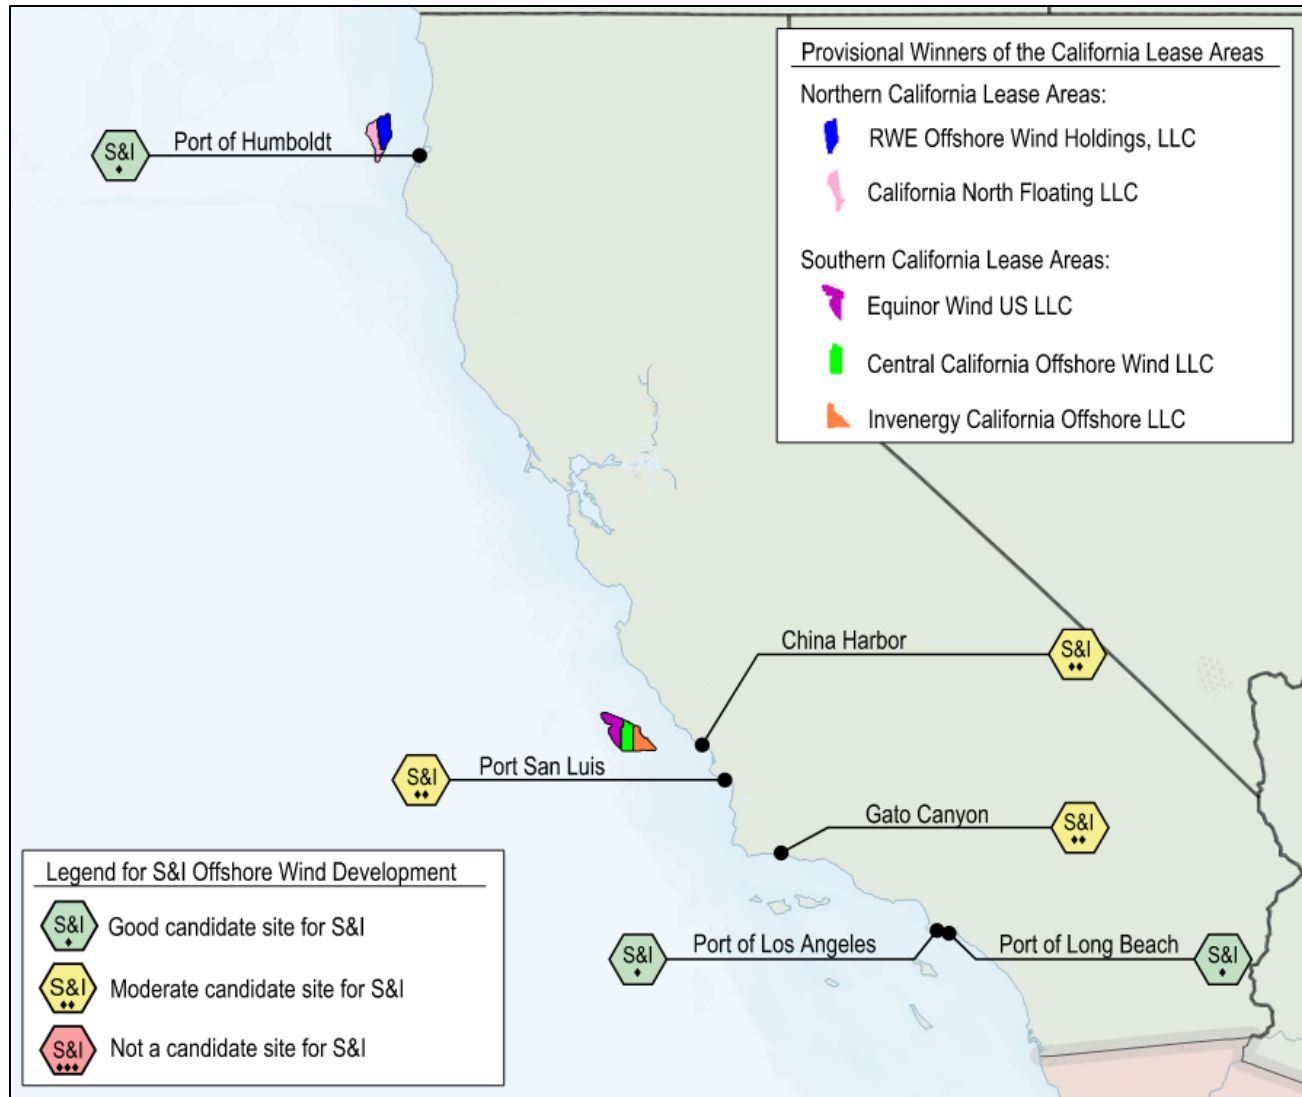 Provisional Winners of the California Lease Areas
Northern California Lease Areas:
RWE Offshore Wind Holdings, LLC
California North Floating LLC
Southern California Lease Areas:
Equinor Wind US LLC
Central California Offshore Wind LLC
Invenergy California Offshore LLC
S&I
Port of Humboldt
China Harbor
S&I
S&I
Port San Luis
Gato Canyon
S&I
S&I
Port of Los Angeles
Port of Long Beach
S&I
Legend for S&I Offshore Wind Development
S&I
Good candidate site for S&I
S&I
Moderate candidate site for S&I
S&I
Not a candidate site for S&I